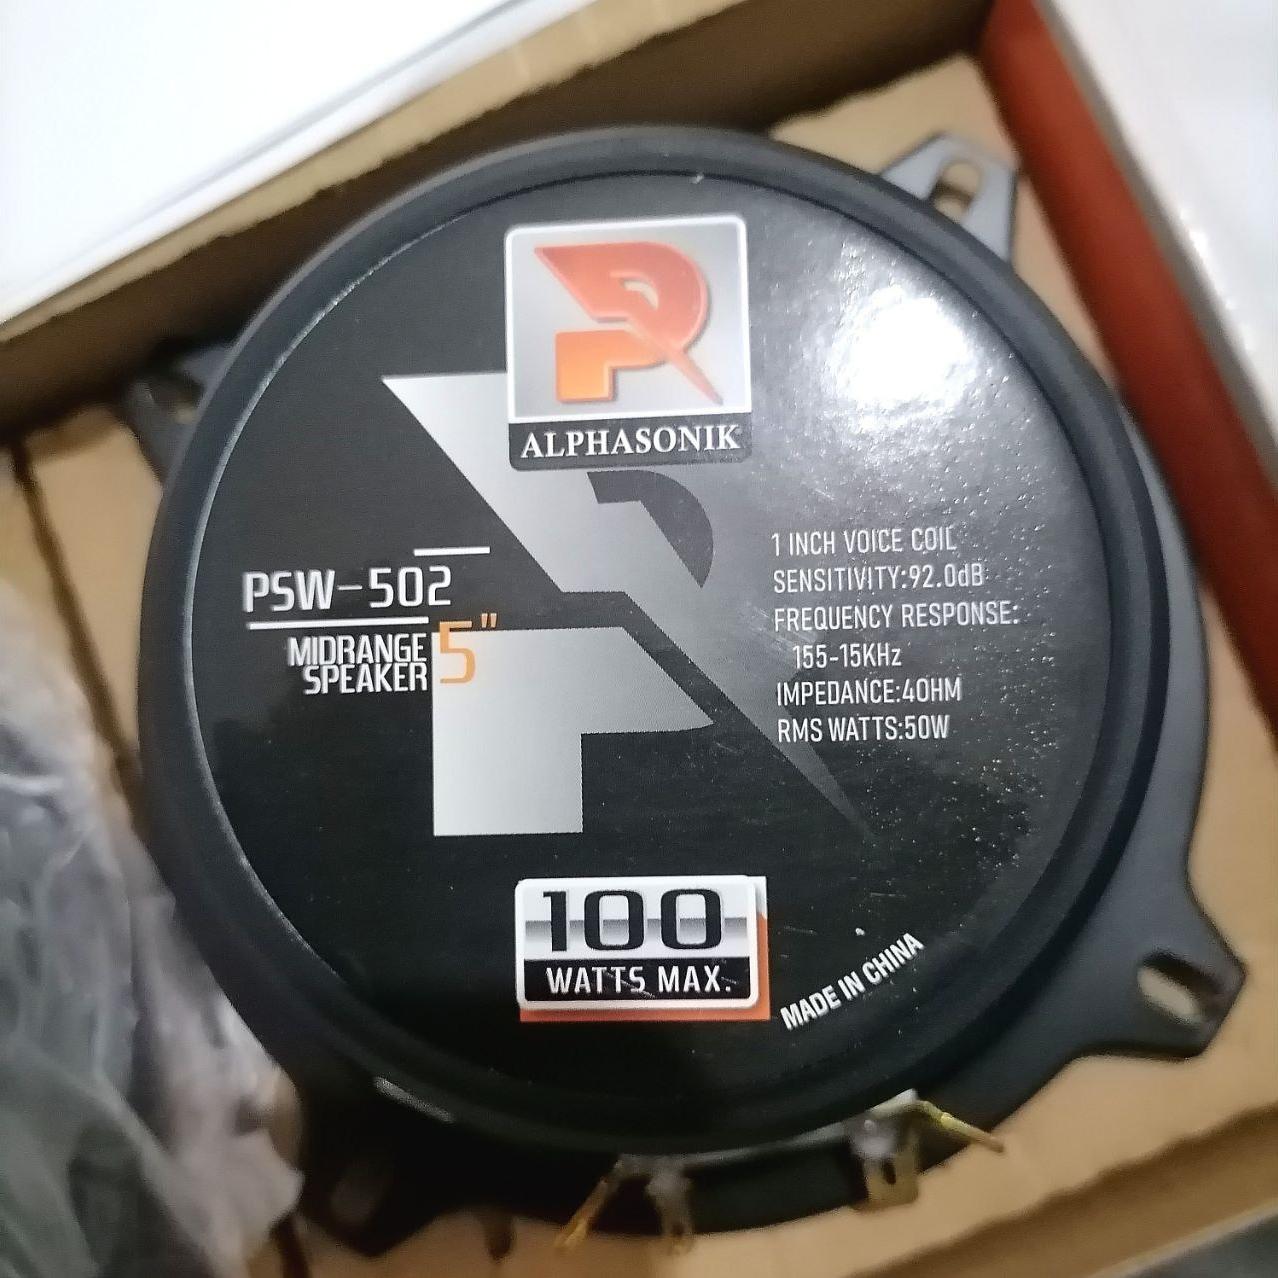 ALPHASONIK
PSW-502
MIDRANGE
SPEAKER
5"
1 INCH VOICE COIL
SENSITIVITY:92.0dB
FREQUENCY RESPONSE:
155-15KHz
IMPEDANCE:4OHM
RMS WATTS:50W
100
WATTS MAX.
MADE IN CHINA